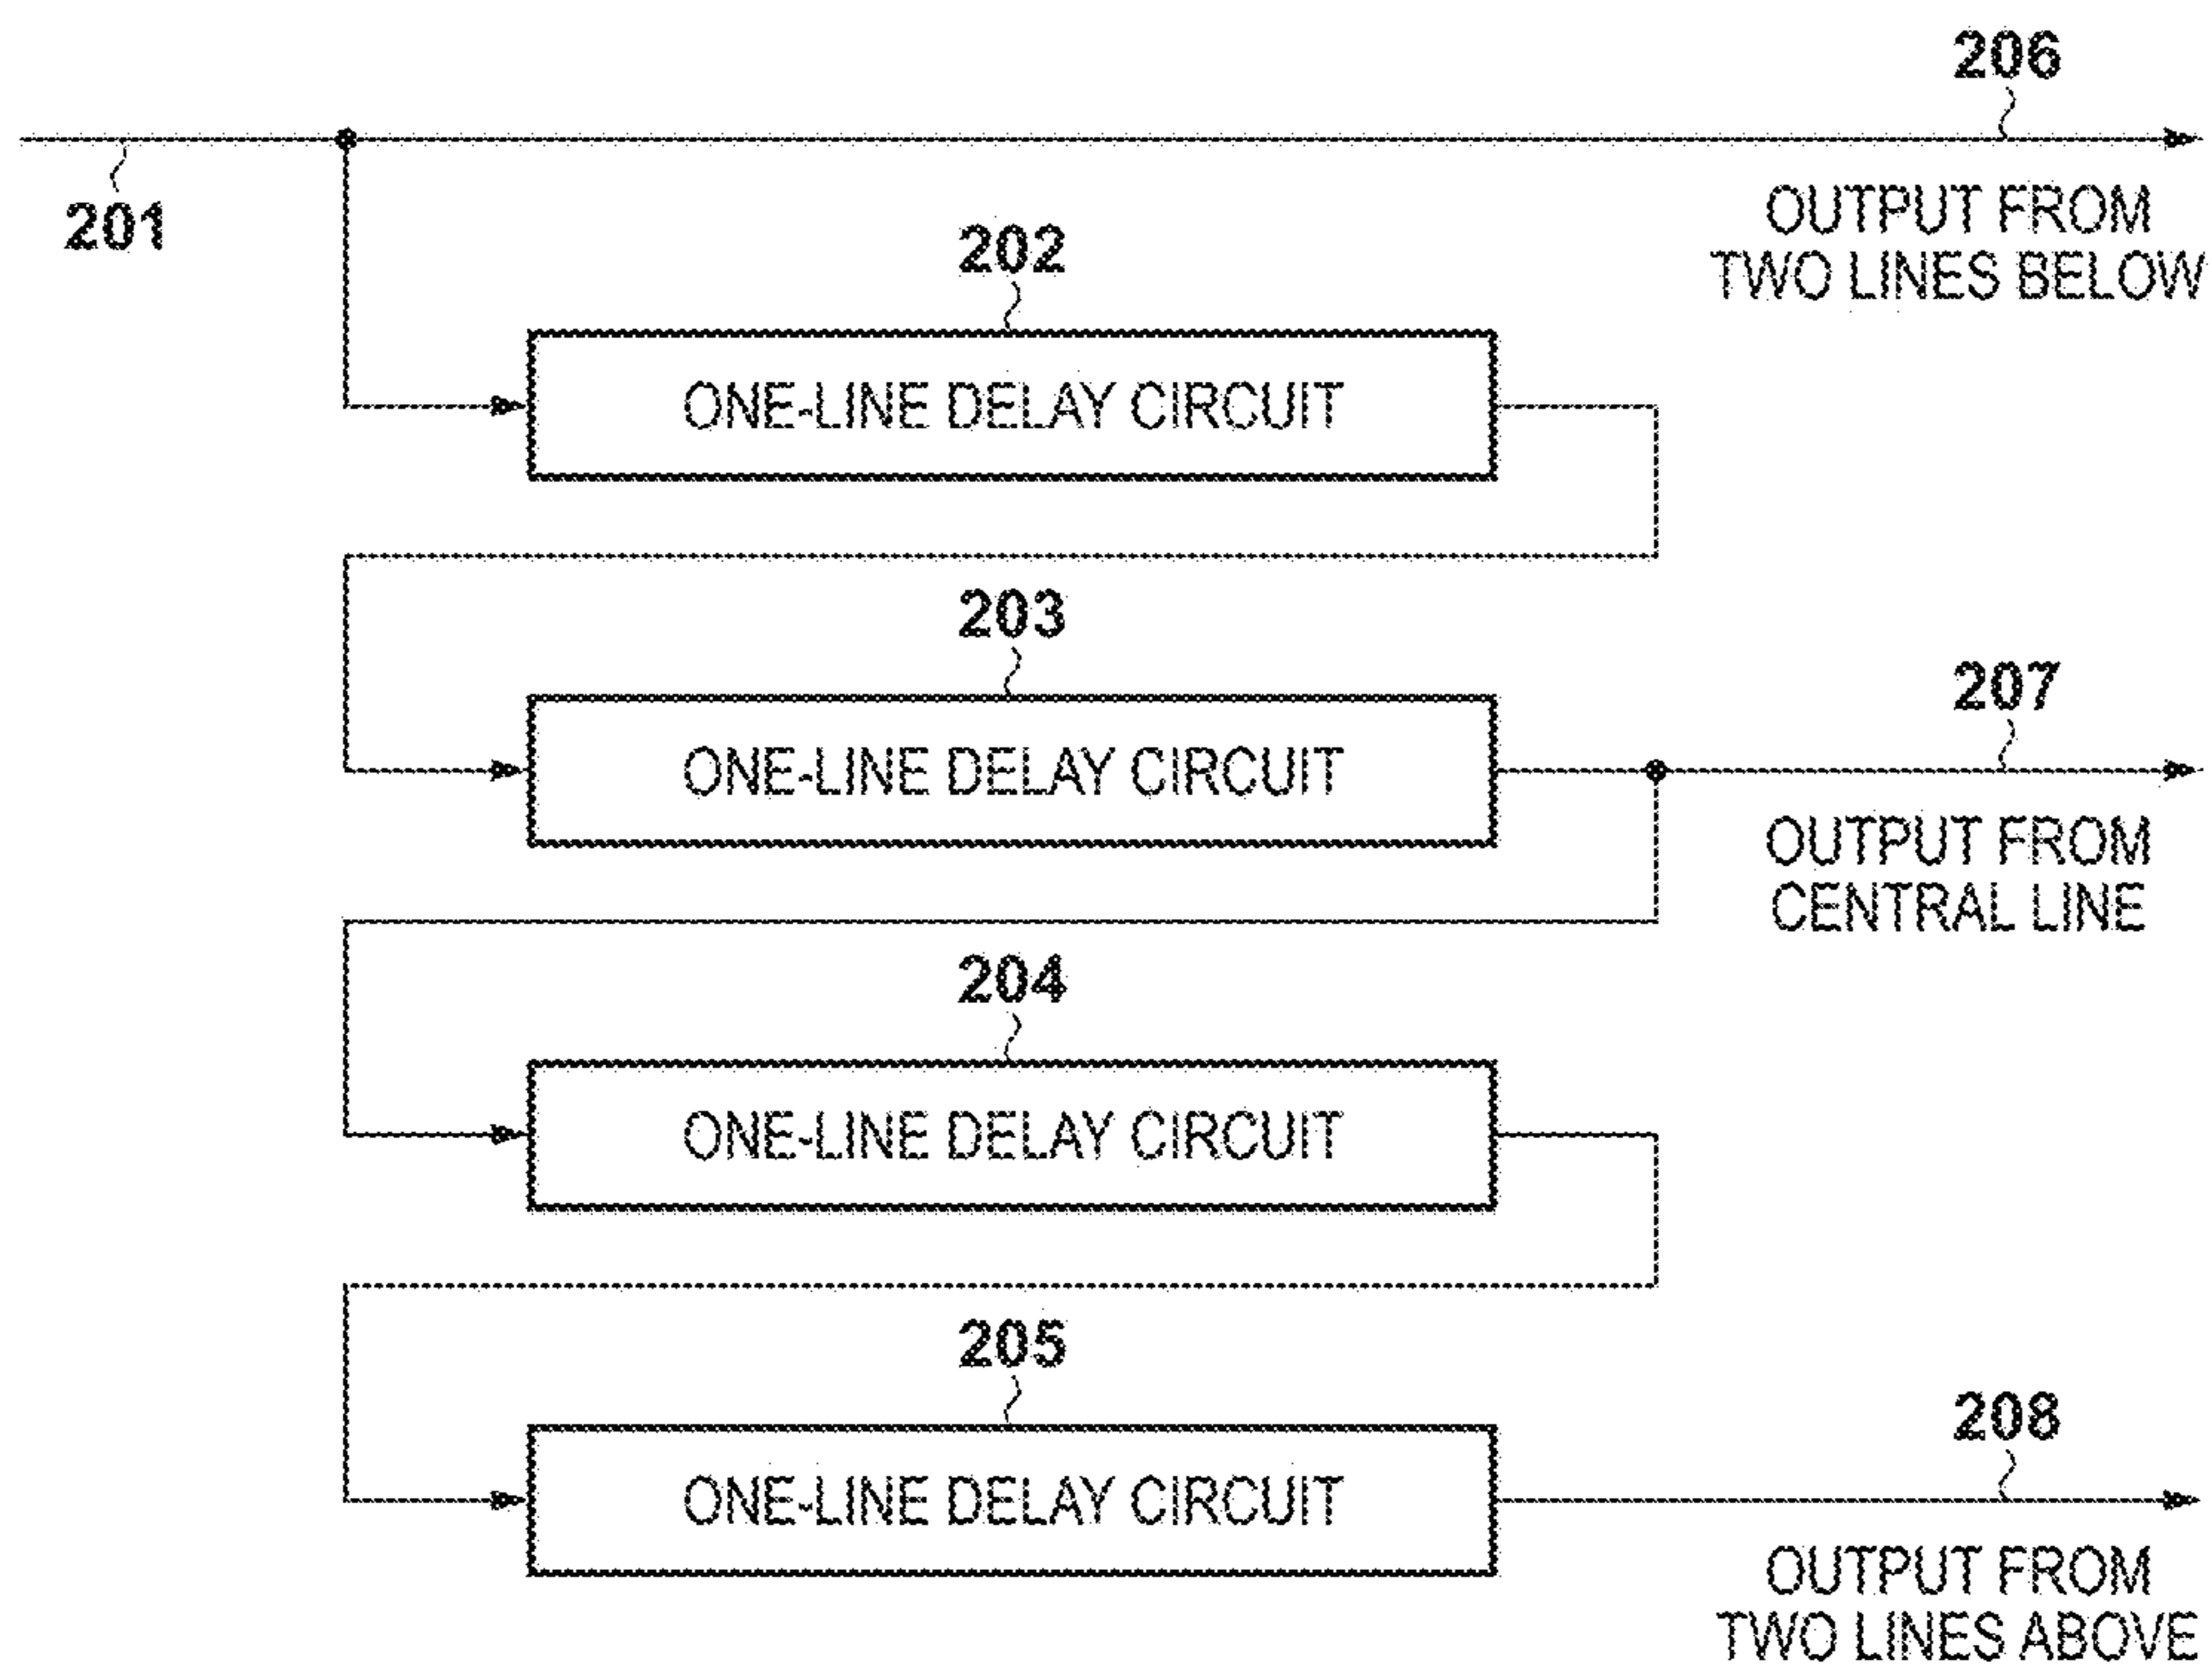 206
201
OUTPUT FROM
TWO LINES BELOW
202
ONE-LINE DELAY CIRCUIT
203
ONE-LINE DELAY CIRCUIT
207
OUTPUT FROM
CENTRAL LINE
204
ONE-LINE DELAY CIRCUIT
205
ONE-LINE DELAY CIRCUIT
208
OUTPUT FROM
TWO LINES ABOVE